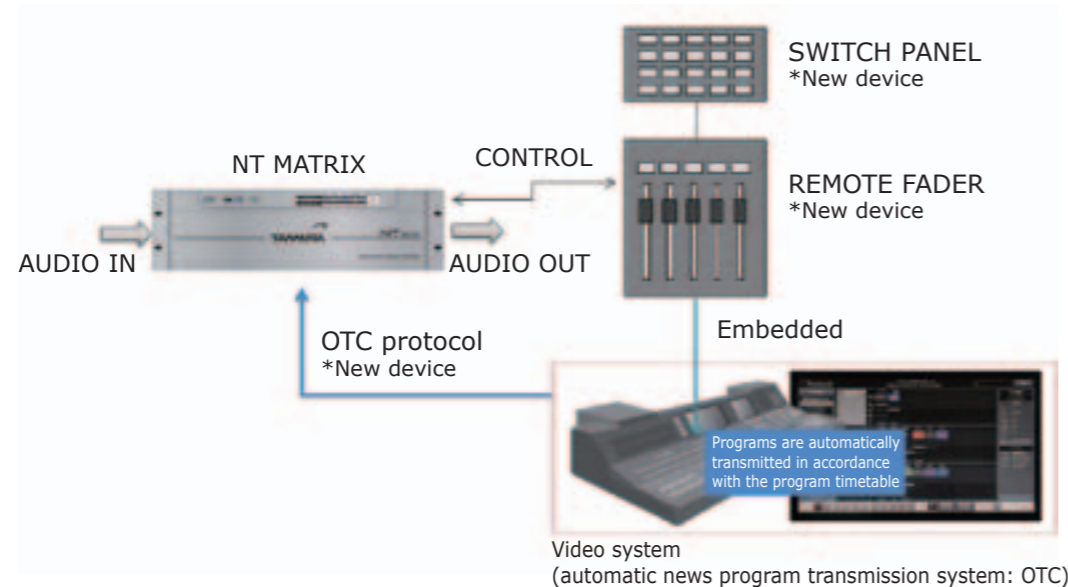 SWITCH PANEL
*New device
NT MATRIX
CONTROL
REMOTE FADER
*New device
AUDIO IN
TAMURA
AUDIO OUT
OTC protocol
*New device
Embedded
Programs are automatically
transmitted in accordance
with the program timetable
Video system
(automatic news program transmission system: OTC)